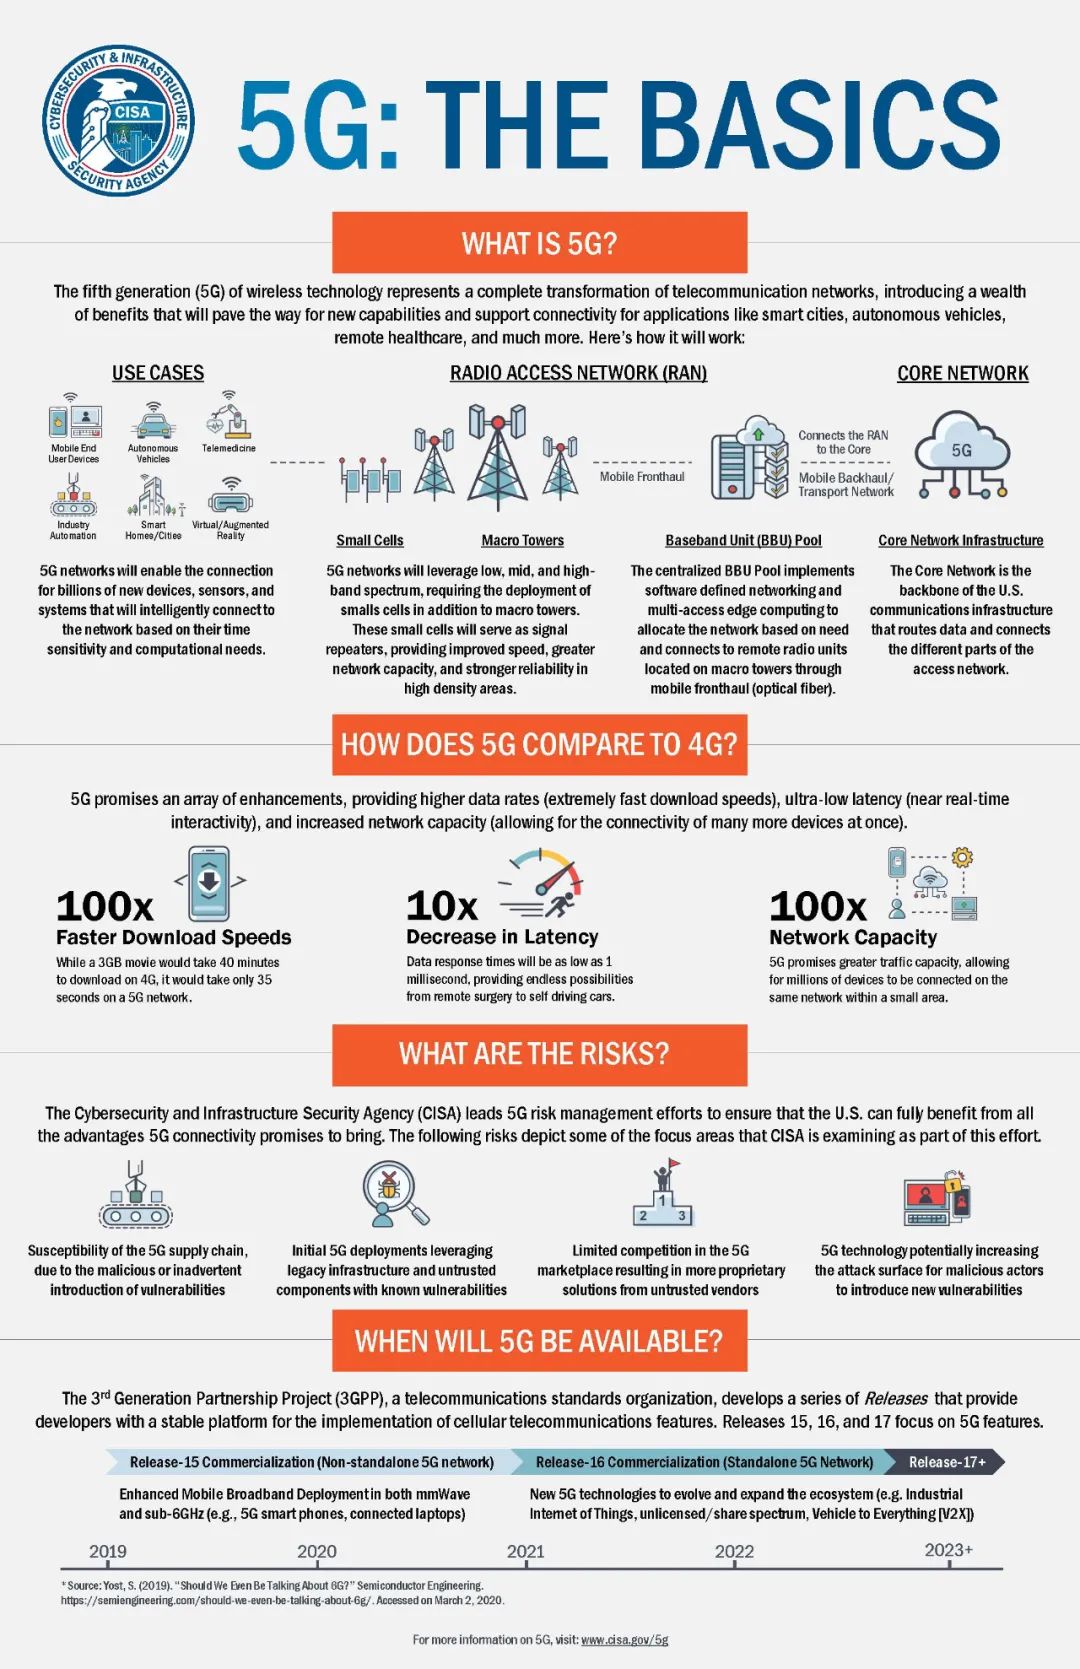 CYBERSECURITY & INFRASTRUCTURE
SECURITY AGENCY
CISA
5G: THE BASICS
WHAT IS 5G?
The fifth generation (5G) of wireless technology represents a complete transformation of telecommunication networks, introducing a wealth
of benefits that will pave the way for new capabilities and support connectivity for applications like smart cities, autonomous vehicles,
remote healthcare, and much more. Here's how it will work:
USE CASES
Mobile End
User Devices
Autonomous
Vehicles
Telemedicine
Industry
Automation
Smart
Homes/Cities
Virtual/Augmented
Reality
5G networks will enable the connection
for billions of new devices, sensors, and
systems that will intelligently connect to
the network based on their time
sensitivity and computational needs.
RADIO ACCESS NETWORK (RAN)
Mobile Fronthaul
Connects the RAN
to the Core
Mobile Backhaul/
Transport Network
Small Cells
Macro Towers
5G networks will leverage low, mid, and high-
band spectrum, requiring the deployment of
smalls cells in addition to macro towers.
These small cells will serve as signal
repeaters, providing improved speed, greater
network capacity, and stronger reliability in
high density areas.
Baseband Unit (BBU) Pool
The centralized BBU Pool implements
software defined networking and
multi-access edge computing to
allocate the network based on need
and connects to remote radio units
located on macro towers through
mobile fronthaul (optical fiber).
CORE NETWORK
5G
Core Network Infrastructure
The Core Network is the
backbone of the U.S.
communications infrastructure
that routes data and connects
the different parts of the
access network.
HOW DOES 5G COMPARE TO 4G?
5G promises an array of enhancements, providing higher data rates (extremely fast download speeds), ultra-low latency (near real-time
interactivity), and increased network capacity (allowing for the connectivity of many more devices at once).
100x
Faster Download Speeds
While a 3GB movie would take 40 minutes
to download on 4G, it would take only 35
seconds on a 5G network.
10x
Decrease in Latency
Data response times will be as low as 1
millisecond, providing endless possibilities
from remote surgery to self driving cars.
100x
Network Capacity
5G promises greater traffic capacity, allowing
for millions of devices to be connected on the
same network within a small area.
WHAT ARE THE RISKS?
The Cybersecurity and Infrastructure Security Agency (CISA) leads 5G risk management efforts to ensure that the U.S. can fully benefit from all
the advantages 5G connectivity promises to bring. The following risks depict some of the focus areas that CISA is examining as part of this effort.
Susceptibility of the 5G supply chain,
due to the malicious or inadvertent
introduction of vulnerabilities
Initial 5G deployments leveraging
legacy infrastructure and untrusted
components with known vulnerabilities
1
2 3
Limited competition in the 5G
marketplace resulting in more proprietary
solutions from untrusted vendors
5G technology potentially increasing
the attack surface for malicious actors
to introduce new vulnerabilities
WHEN WILL 5G BE AVAILABLE?
The 3rd Generation Partnership Project (3GPP), a telecommunications standards organization, develops a series of Releases that provide
developers with a stable platform for the implementation of cellular telecommunications features. Releases 15, 16, and 17 focus on 5G features.
Release-15 Commercialization (Non-standalone 5G network)
Release-16 Commercialization (Standalone 5G Network)
Release-17+
Enhanced Mobile Broadband Deployment in both mmWave
and sub-6GHz (e.g., 5G smart phones, connected laptops)
New 5G technologies to evolve and expand the ecosystem (e.g. Industrial
Internet of Things, unlicensed/share spectrum, Vehicle to Everything [V2X])
2019 2020 2021 2022 2023+
* Source: Yost, S. (2019). "Should We Even Be Talking About 6G?" Semiconductor Engineering.
https://semiengineering.com/should-we-even-be-talking-about-6g/. Accessed on March 2, 2020.
For more information on 5G, visit: www.cisa.gov/5g